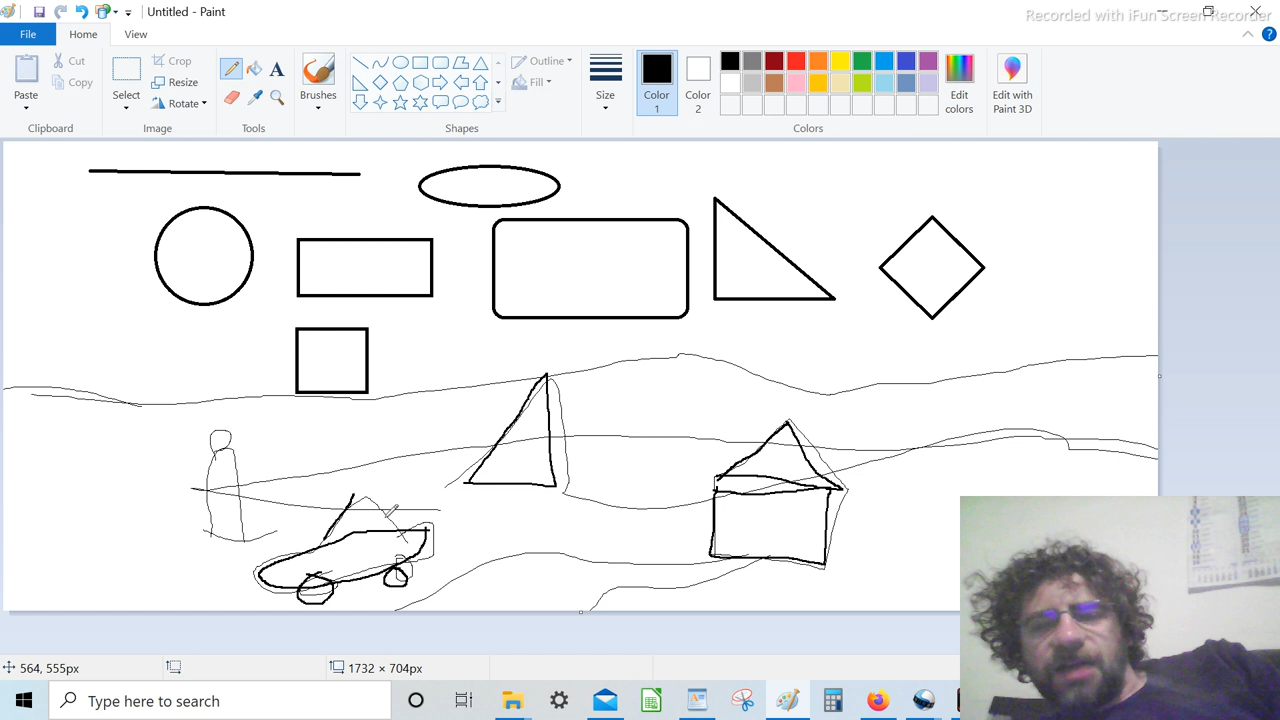 Untitled - Paint
Recorded with iFun Screen Recorder
File
Home
View
Paste
Cut
Copy
Clipboard
Select
Crop
Resize
Rotate
Image
A
Tools
Brushes
Outline
Fill
Shapes
Size
Color
1
Color
2
Edit
colors
Colors
Edit with
Paint 3D
?
564, 555px
1732 × 704px
Type here to search